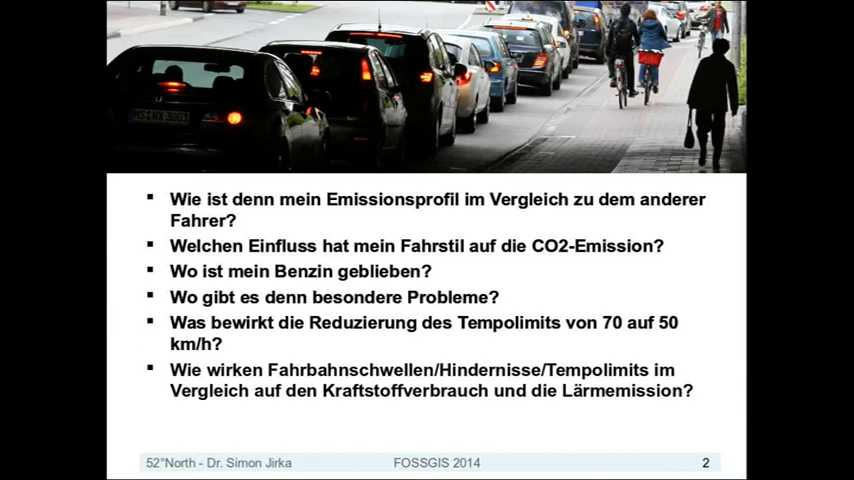 Wie ist denn mein Emissionsprofil im Vergleich zu dem anderer
Fahrer?
Welchen Einfluss hat mein Fahrstil auf die CO2-Emission?
Wo ist mein Benzin geblieben?
Wo gibt es denn besondere Probleme?
Was bewirkt die Reduzierung des Tempolimits von 70 auf 50
km/h?
Wie wirken Fahrbahnschwellen/Hindernisse/Tempolimits im
Vergleich auf den Kraftstoffverbrauch und die Lärmemission?
52°North - Dr. Simon Jirka FOSSGIS 2014 2